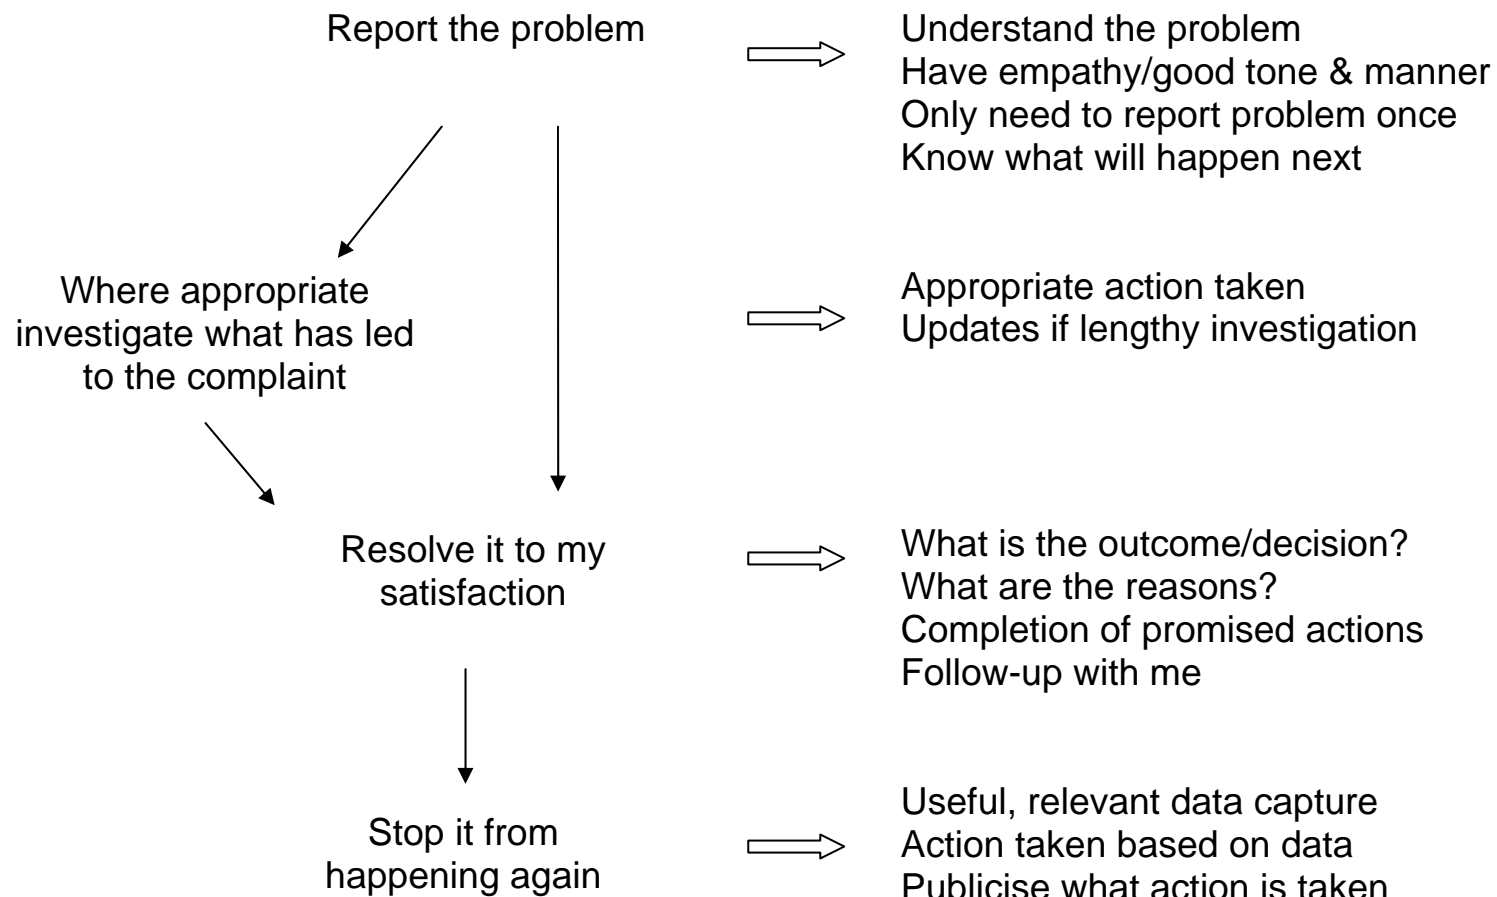 Report the problem
Understand the problem
Have empathy/good tone & manner
Only need to report problem once
Know what will happen next
Where appropriate
investigate what has led
to the complaint
Appropriate action taken
Updates if lengthy investigation
Resolve it to my
satisfaction
What is the outcome/decision?
What are the reasons?
Completion of promised actions
Follow-up with me
Stop it from
happening again
Useful, relevant data capture
Action taken based on data
Publicise what action is taken